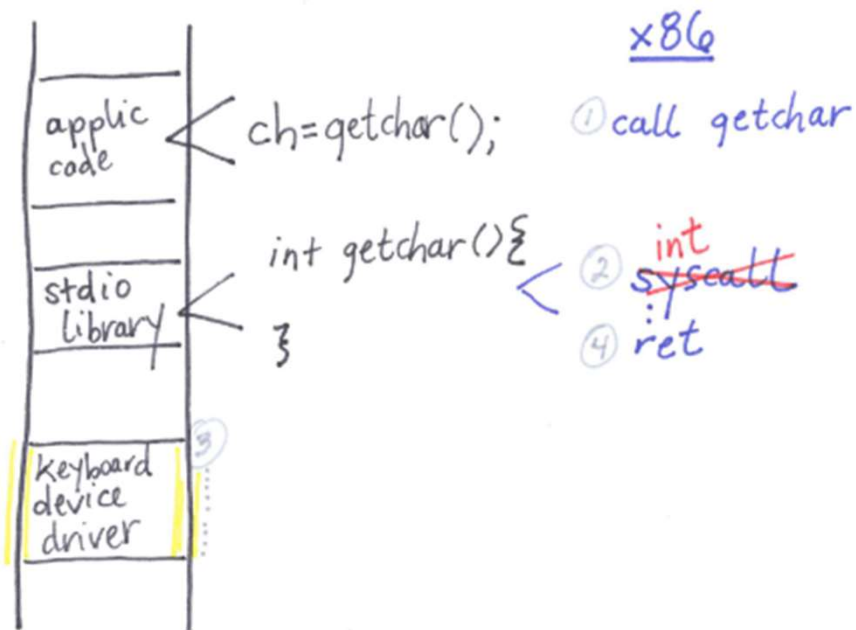 x86
applic
code
ch=getchar();
① call getchar
stdio
library
int getchar(){
}
int
② syscall
:
④ ret
③
keyboard
device
driver